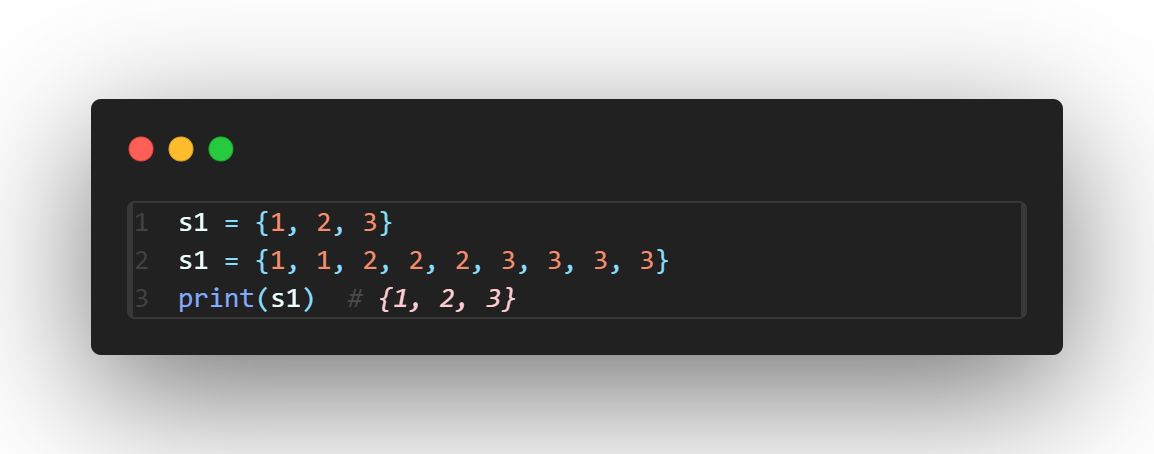 1 s1 = {1, 2, 3}
2 s1 = {1, 1, 2, 2, 2, 3, 3, 3, 3}
3 print(s1)  # {1, 2, 3}